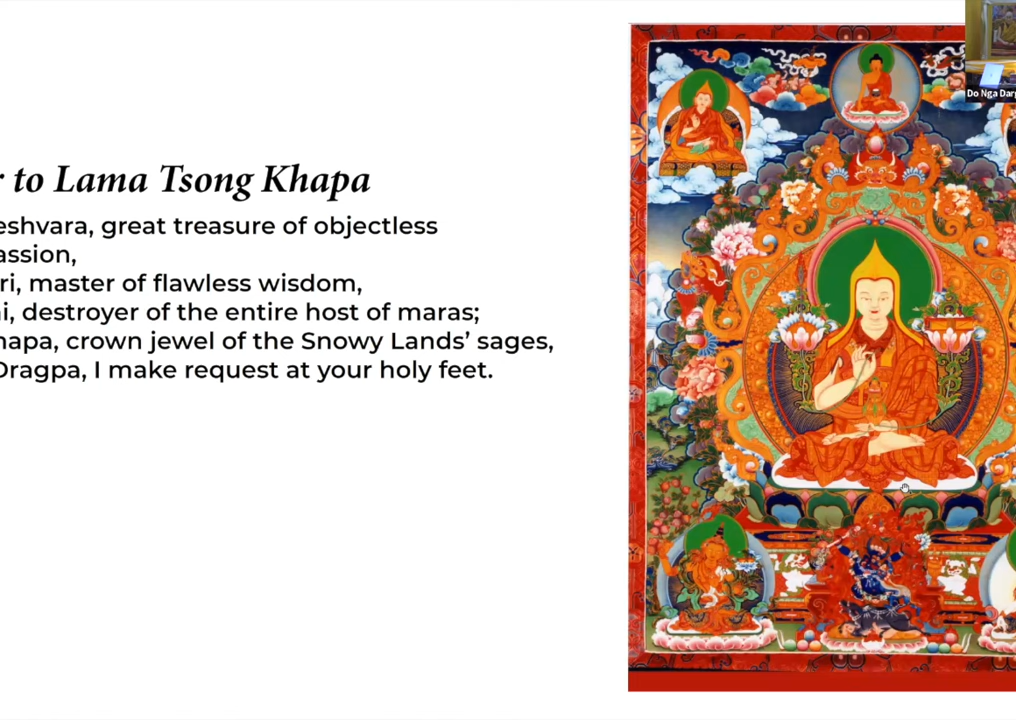 r to Lama Tsong Khapa
eshvara, great treasure of objectless
assion,
ri, master of flawless wisdom,
i, destroyer of the entire host of maras;
hapa, crown jewel of the Snowy Lands’ sages,
Dragpa, I make request at your holy feet.
Do Nga Darg